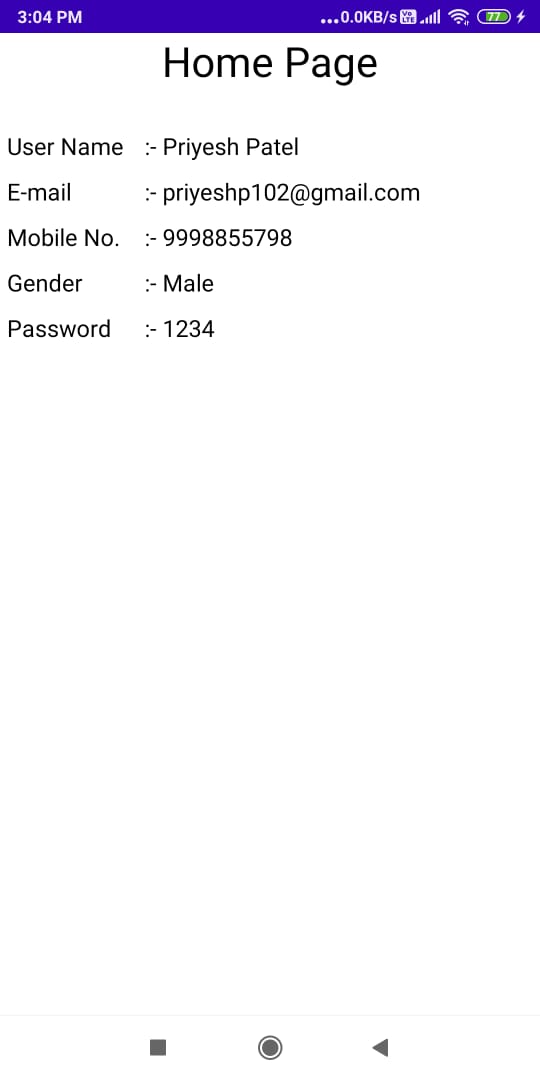 3:04 PM ...0.0KB/s Vo LTE 77
Home Page
User Name :- Priyesh Patel
E-mail :- priyeshp102@gmail.com
Mobile No. :- 9998855798
Gender :- Male
Password :- 1234